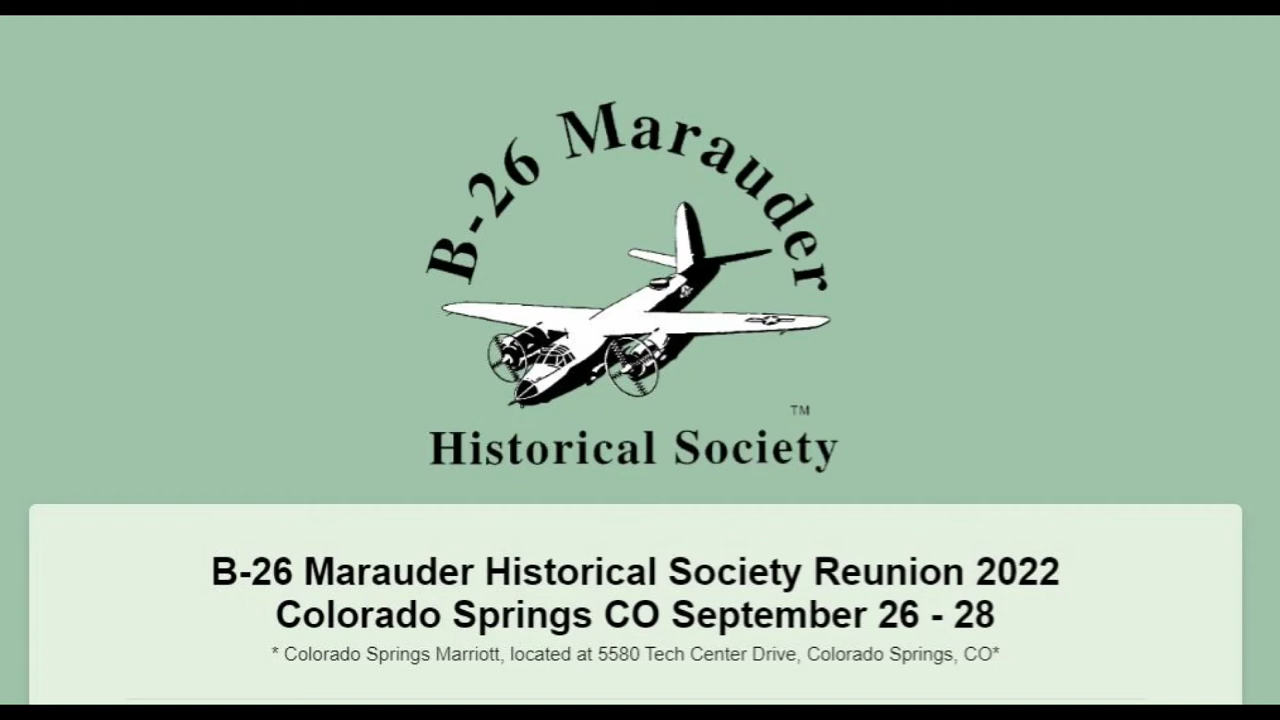 B-26 Marauder
TM
Historical Society
B-26 Marauder Historical Society Reunion 2022
Colorado Springs CO September 26 - 28
* Colorado Springs Marriott, located at 5580 Tech Center Drive, Colorado Springs, CO*